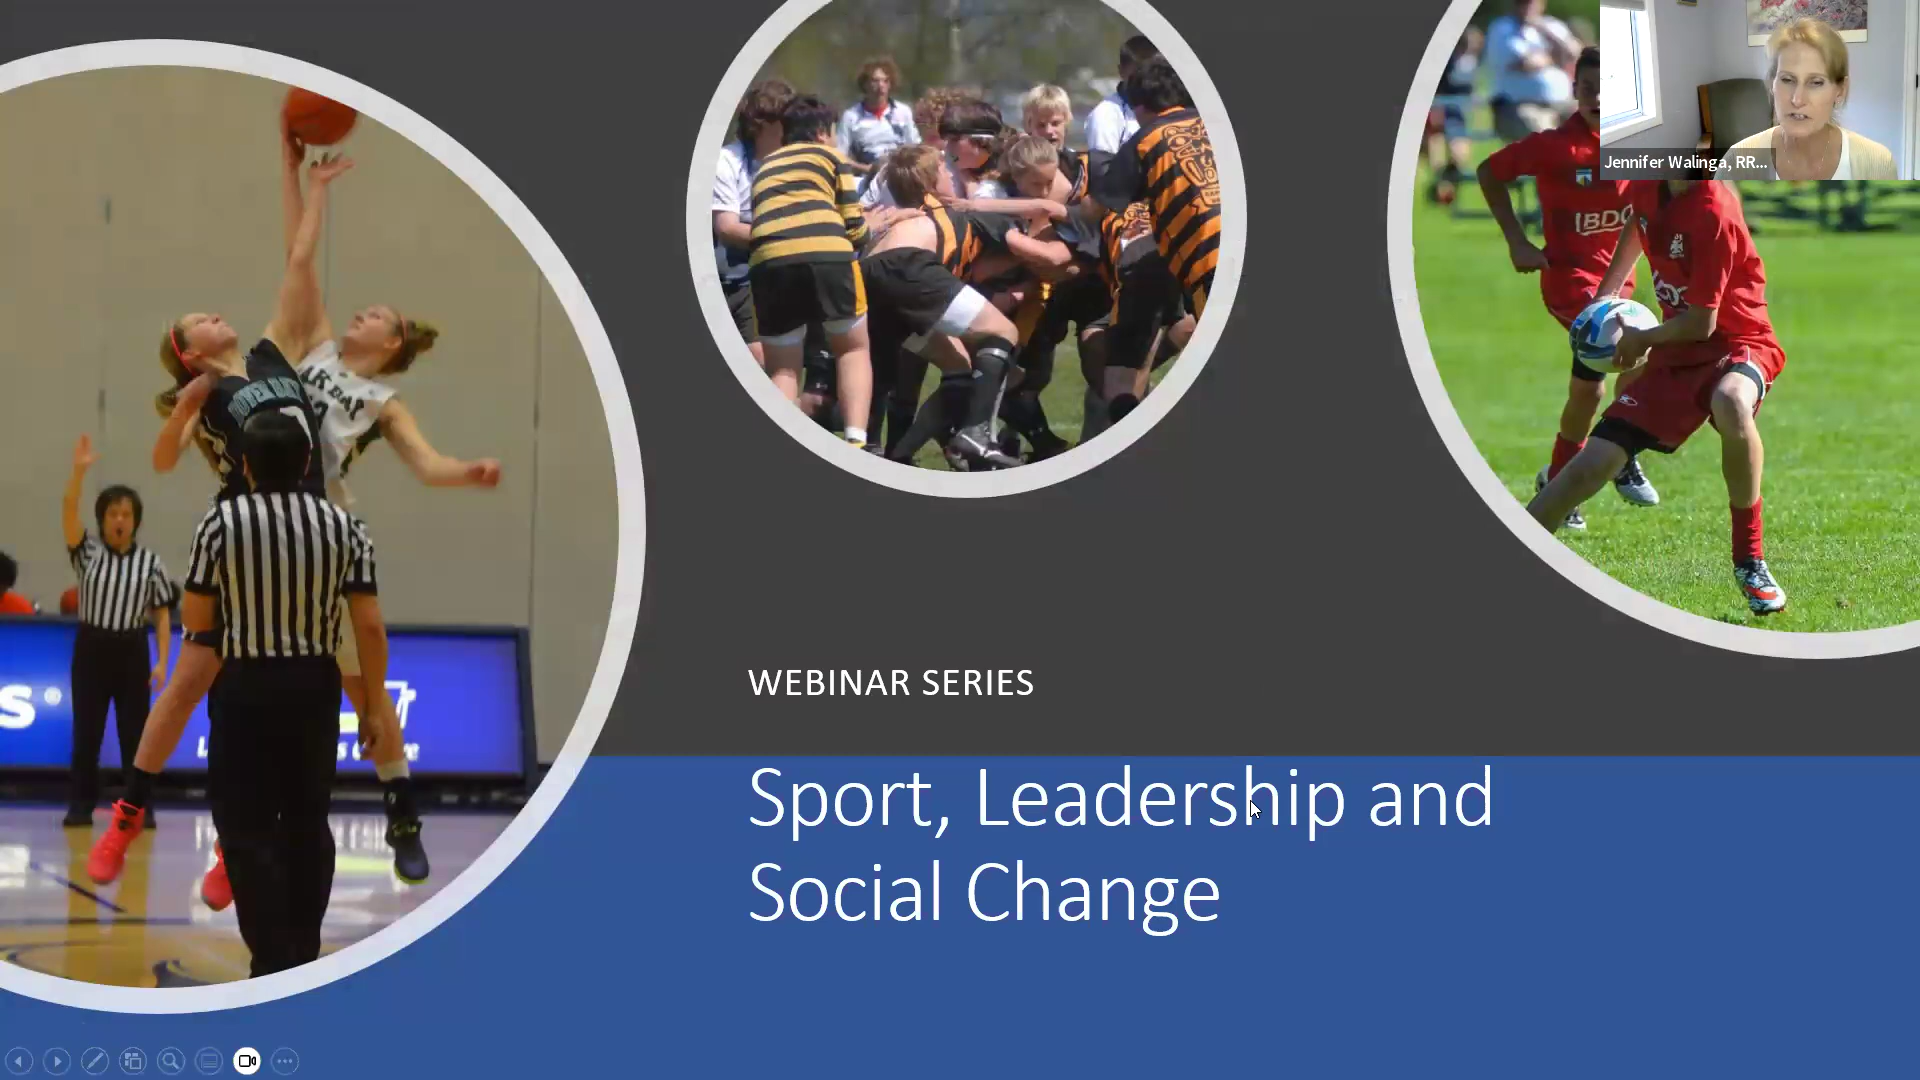 Jennifer Walinga, RR...
WEBINAR SERIES
Sport, Leadership and
Social Change